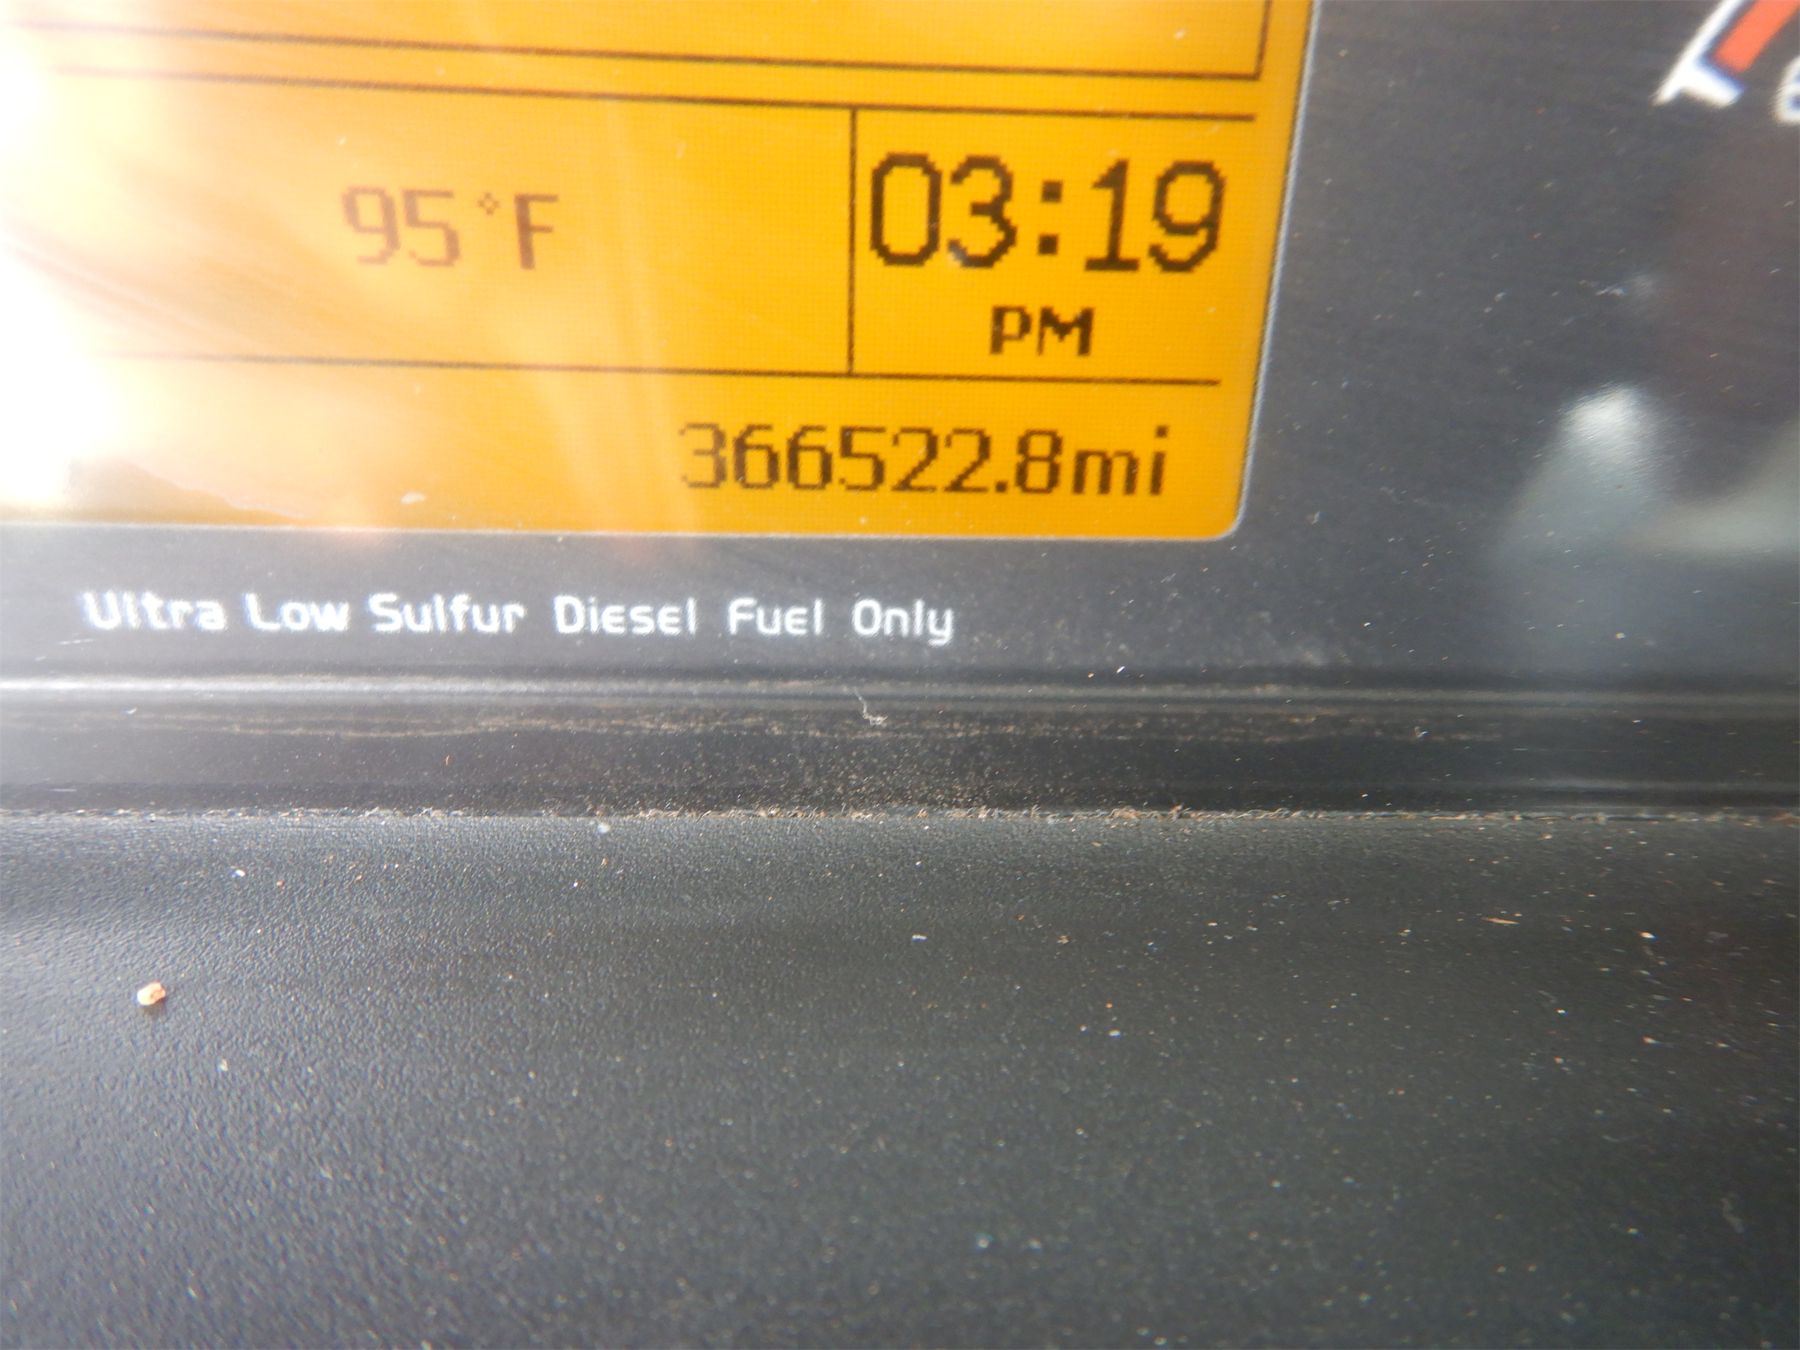 95°F
03:19
PM
366522.8mi
Ultra Low Sulfur Diesel Fuel Only